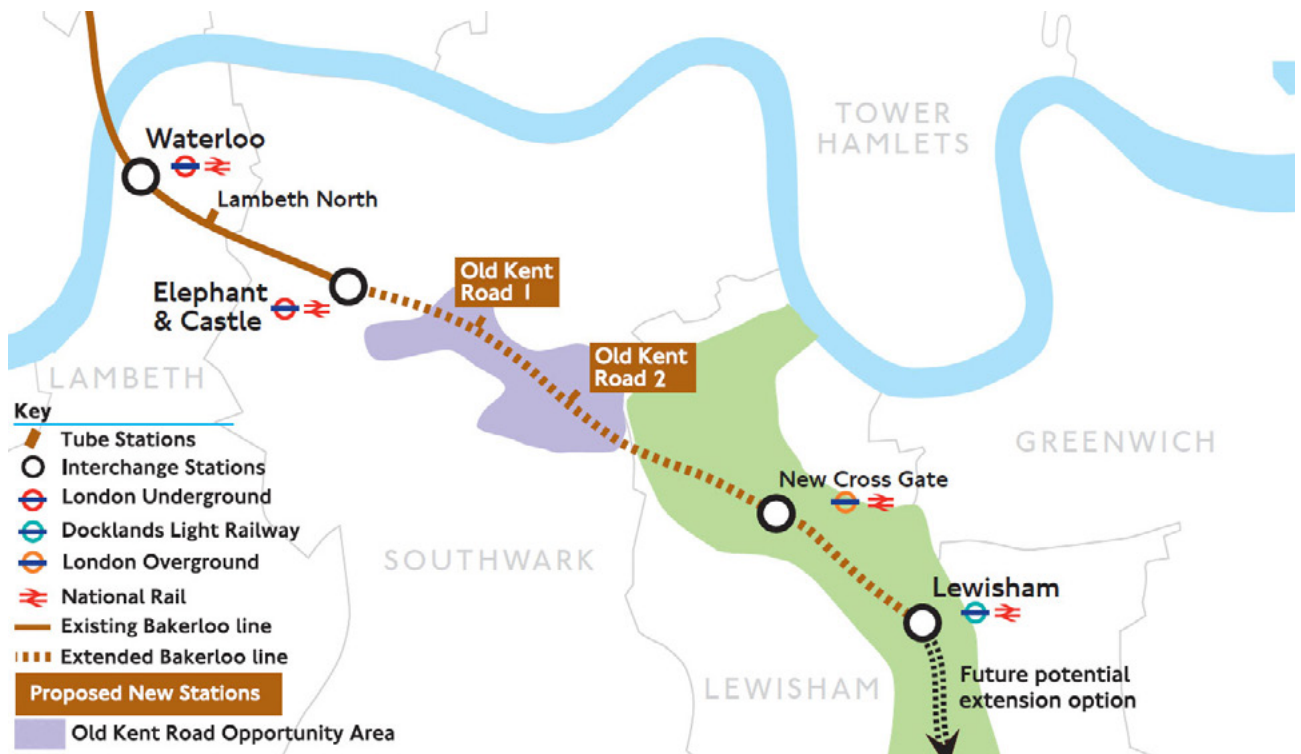 TOWER
HAMLETS
Waterloo
Lambeth North
Elephant
& Castle
Old Kent
Road 1
Old Kent
Road 2
LAMBETH
GREENWICH
New Cross Gate
SOUTHWARK
Lewisham
LEWISHAM
Future potential
extension option
Key
Tube Stations
Interchange Stations
London Underground
Docklands Light Railway
London Overground
National Rail
Existing Bakerloo line
Extended Bakerloo line
Proposed New Stations
Old Kent Road Opportunity Area